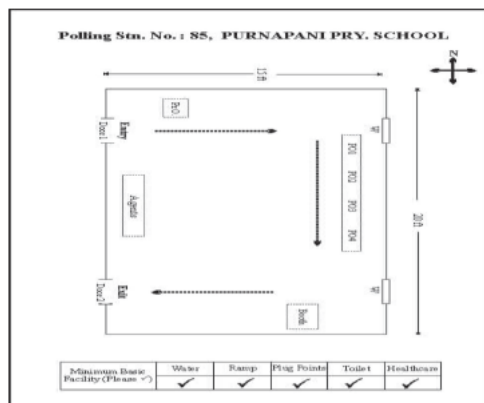 Polling Stn. No. : 85, PURNAPANI PRY. SCHOOL
N
15 ft
PrO
Entry
Door 1
W
PO1
PO2
PO3
PO4
Agents
20 ft
Exit
Door 2
W
Booth
Minimum Basic Facility (Please ✓) Water Ramp Plug Points Toilet Healthcare
✓ ✓ ✓ ✓ ✓